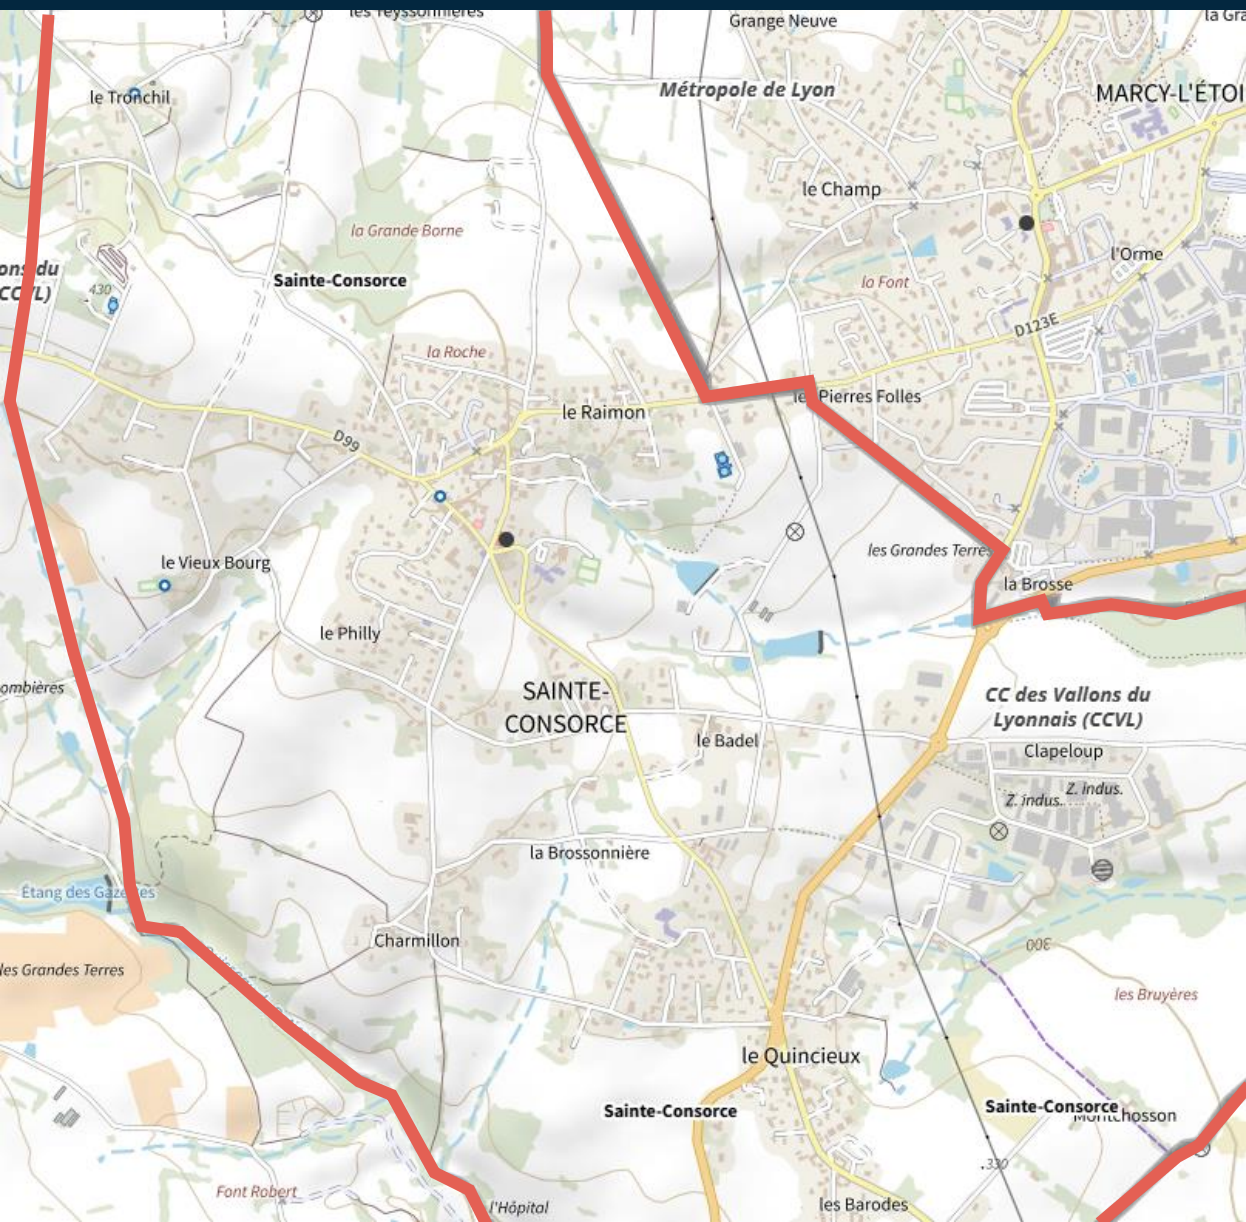 les Teyssonnières
Grange Neuve
la Gra
le Tronchil
Métropole de Lyon
MARCY-L'ÉTOI
le Champ
la Grande Borne
l'Orme
ons du
CCVL)
430
Sainte-Consorce
la Font
D123E
la Roche
les Pierres Folles
le Raimon
D99
les Grandes Terres
le Vieux Bourg
la Brosse
le Philly
ombières
SAINTE-
CONSORCE
CC des Vallons du
Lyonnais (CCVL)
le Badel
Clapeloup
Z. indus.
Z. indus.
la Brossonnière
Étang des Gazelles
Charmillon
300
les Grandes Terres
les Bruyères
le Quincieux
Sainte-Consorce
Sainte-Consorce
Montchosson
.330
Font Robert
l'Hôpital
les Barodes